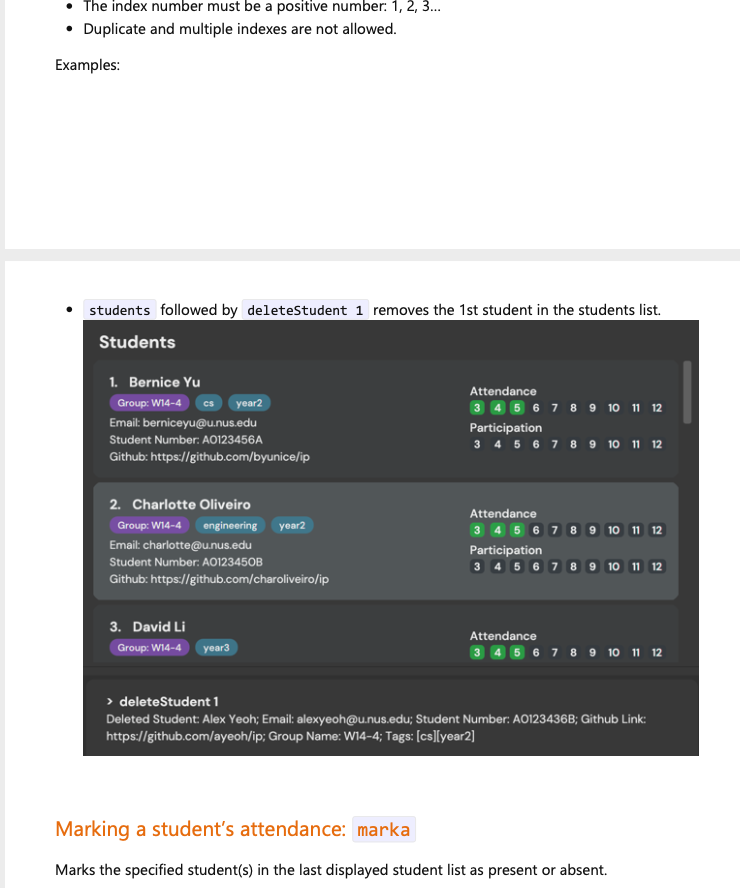 • The index number must be a positive number: 1, 2, 3...
• Duplicate and multiple indexes are not allowed.
Examples:
• students followed by deleteStudent 1 removes the 1st student in the students list.
Students
1. Bernice Yu
Group: W14-4 cs year2
Email: berniceyu@u.nus.edu
Student Number: A0123456A
Github: https://github.com/byunice/ip
Attendance
3 4 5 6 7 8 9 10 11 12
Participation
3 4 5 6 7 8 9 10 11 12
2. Charlotte Oliveiro
Group: W14-4 engineering year2
Email: charlotte@u.nus.edu
Student Number: A0123450B
Github: https://github.com/charoliveiro/ip
Attendance
3 4 5 6 7 8 9 10 11 12
Participation
3 4 5 6 7 8 9 10 11 12
3. David Li
Group: W14-4 year3
Attendance
3 4 5 6 7 8 9 10 11 12
> deleteStudent 1
Deleted Student: Alex Yeoh; Email: alexyeoh@u.nus.edu; Student Number: A0123436B; Github Link:
https://github.com/ayeoh/ip; Group Name: W14-4; Tags: [cs][year2]
Marking a student's attendance: marka
Marks the specified student(s) in the last displayed student list as present or absent.